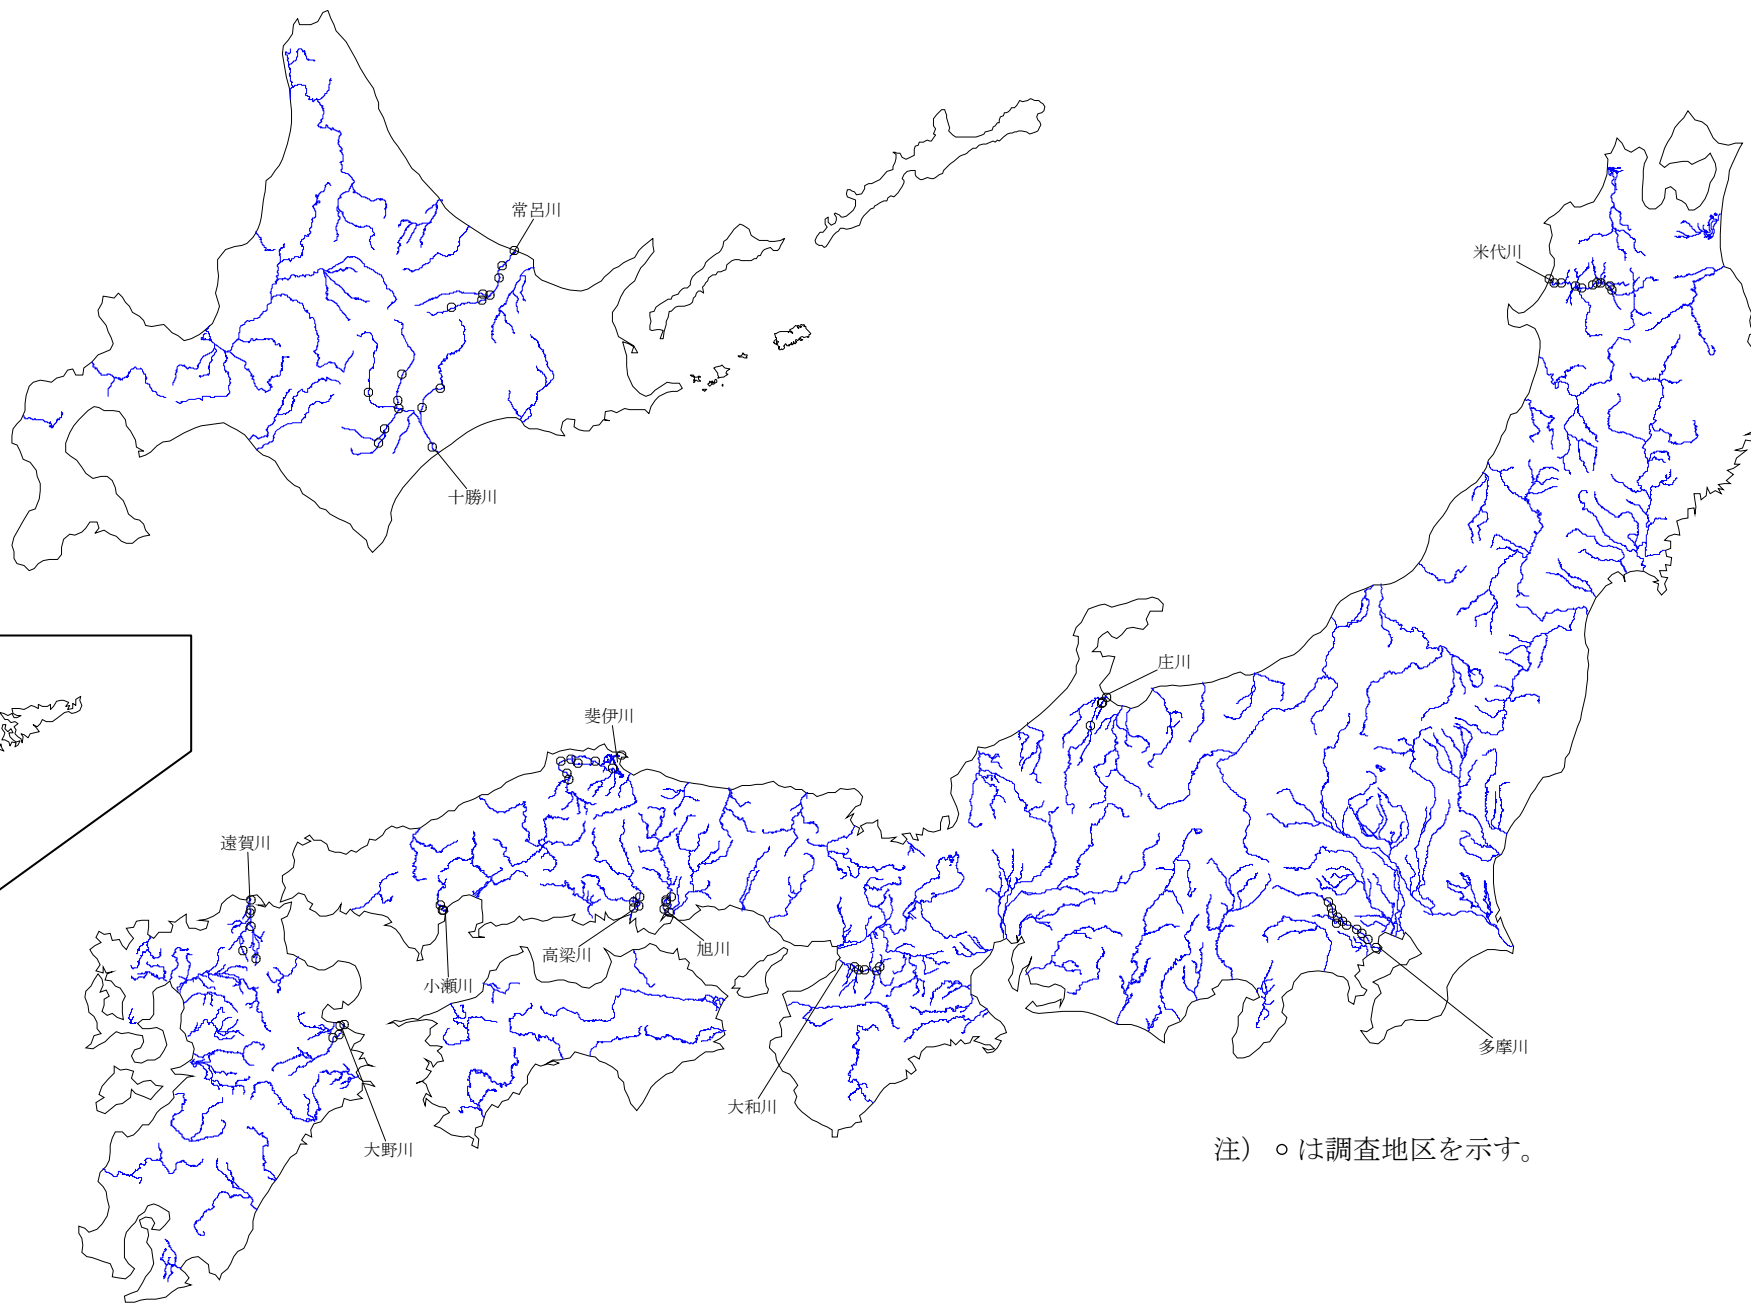 常呂川
米代川
十勝川
庄川
斐伊川
遠賀川
高梁川
旭川
小瀬川
多摩川
大和川
大野川
注）○は調査地区を示す。